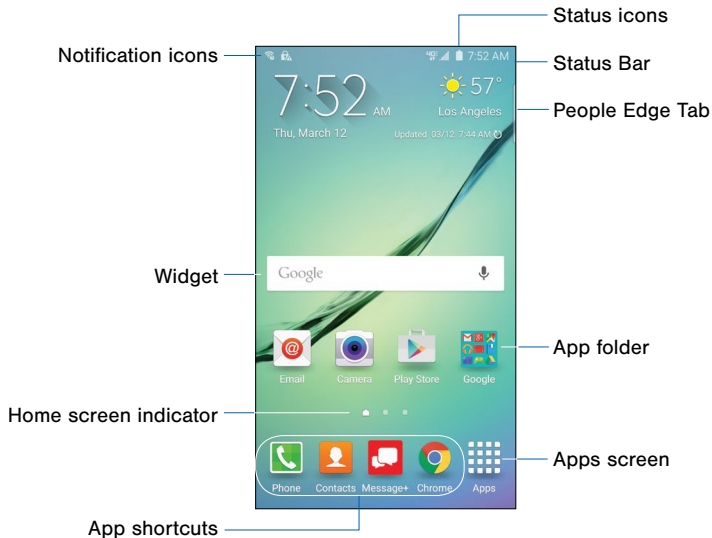 Status icons
Notification icons
4G 7:52 AM
Status Bar
7:52 AM
57°
People Edge Tab
Los Angeles
Thu, March 12
Updated 03/12 7:44 AM
Widget
Google
App folder
Email Camera Play Store Google
Home screen indicator
Apps screen
Phone Contacts Message+ Chrome Apps
App shortcuts